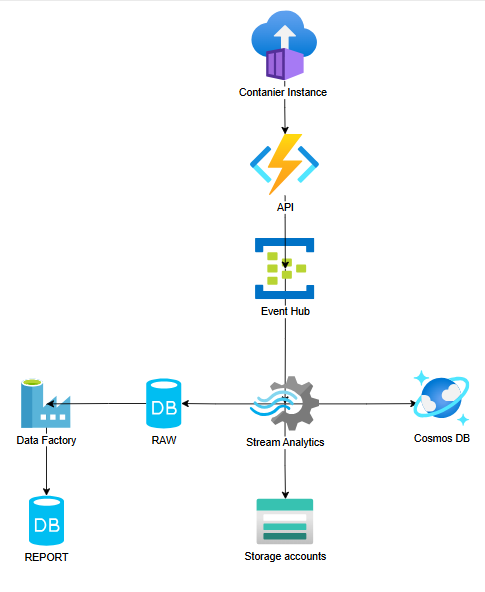 Contanier Instance
API
Event Hub
DB
DB
Data Factory
RAW
Stream Analytics
Cosmos DB
REPORT
Storage accounts